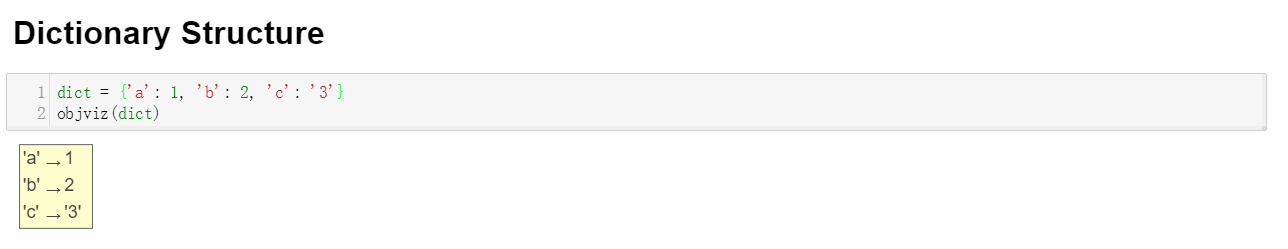 Dictionary Structure
1 dict = {'a': 1, 'b': 2, 'c': '3'}
2 objviz(dict)
'a' → 1
'b' → 2
'c' → '3'